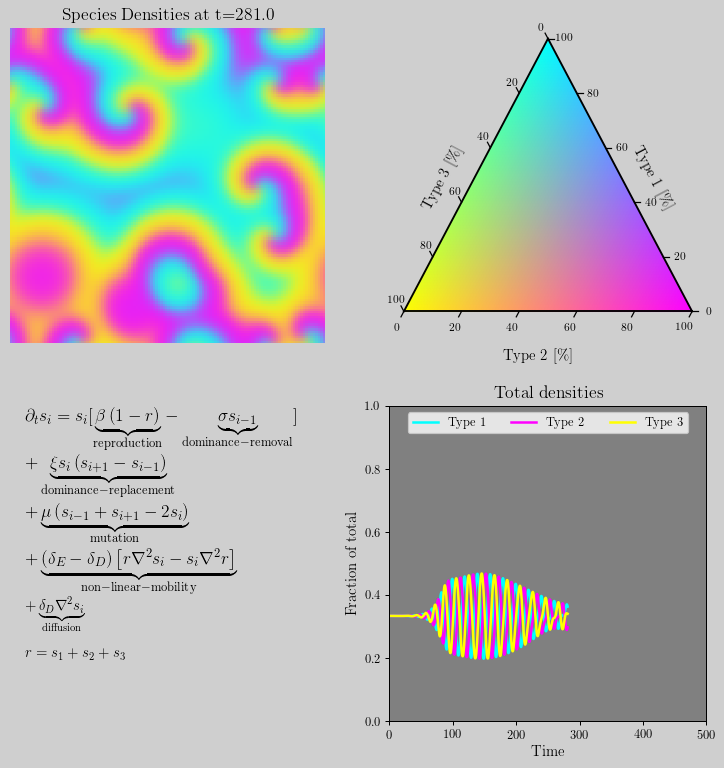 Species Densities at t=281.0
0 100
20 80
40 60
60 40
80 20
100 0
Type 3 [%]
Type 1 [%]
0 20 40 60 80 100
Type 2 [%]
∂ₜsᵢ = sᵢ[β (1 − r) − σsᵢ₋₁ ]
reproduction dominance−removal
+ ξsᵢ (sᵢ₊₁ − sᵢ₋₁)
dominance−replacement
+ μ (sᵢ₋₁ + sᵢ₊₁ − 2sᵢ)
mutation
+ (δ_E − δ_D) [r∇²sᵢ − sᵢ∇²r]
non−linear−mobility
+ δ_D∇²sᵢ
diffusion
r = s₁ + s₂ + s₃
Total densities
Type 1 Type 2 Type 3
1.0
0.8
0.6
0.4
0.2
0.0
Fraction of total
0 100 200 300 400 500
Time